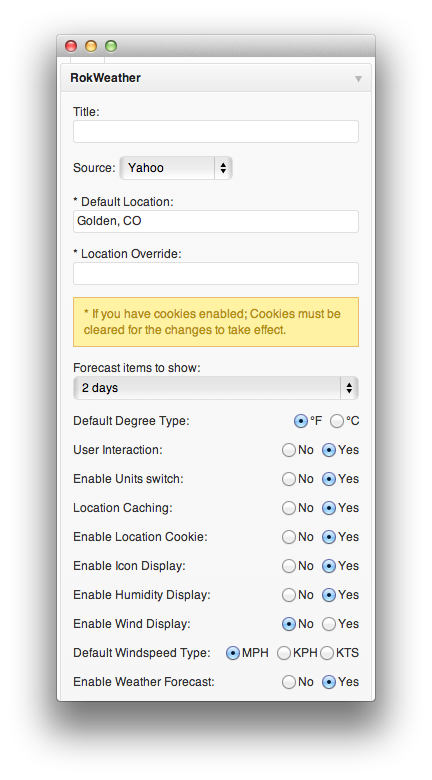 RokWeather
Title:
Source: Yahoo
* Default Location:
Golden, CO
* Location Override:
* If you have cookies enabled; Cookies must be
cleared for the changes to take effect.
Forecast items to show:
2 days
Default Degree Type: °F °C
User Interaction: No Yes
Enable Units switch: No Yes
Location Caching: No Yes
Enable Location Cookie: No Yes
Enable Icon Display: No Yes
Enable Humidity Display: No Yes
Enable Wind Display: No Yes
Default Windspeed Type: MPH KPH KTS
Enable Weather Forecast: No Yes